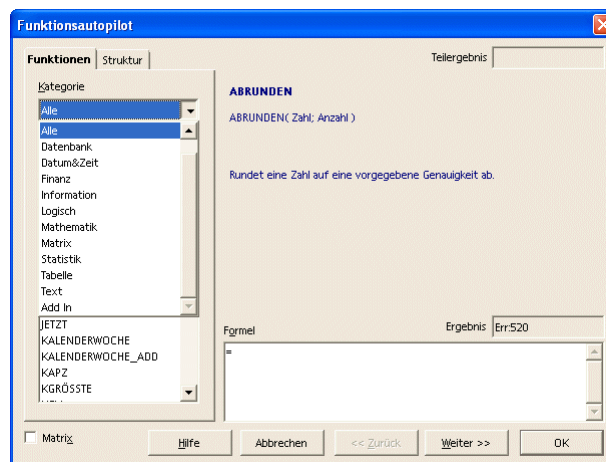 Funktionsautopilot
Funktionen Struktur
Teilergebnis
Kategorie
Alle
Alle
Datenbank
Datum&Zeit
Finanz
Information
Logisch
Mathematik
Matrix
Statistik
Tabelle
Text
Add In
JETZT
KALENDERWOCHE
KALENDERWOCHE_ADD
KAPZ
KGRÖSSTE
ABRUNDEN
ABRUNDEN( Zahl; Anzahl )
Rundet eine Zahl auf eine vorgegebene Genauigkeit ab.
Formel
Ergebnis Err:520
=
Matrix
Hilfe Abbrechen << Zurück Weiter >> OK